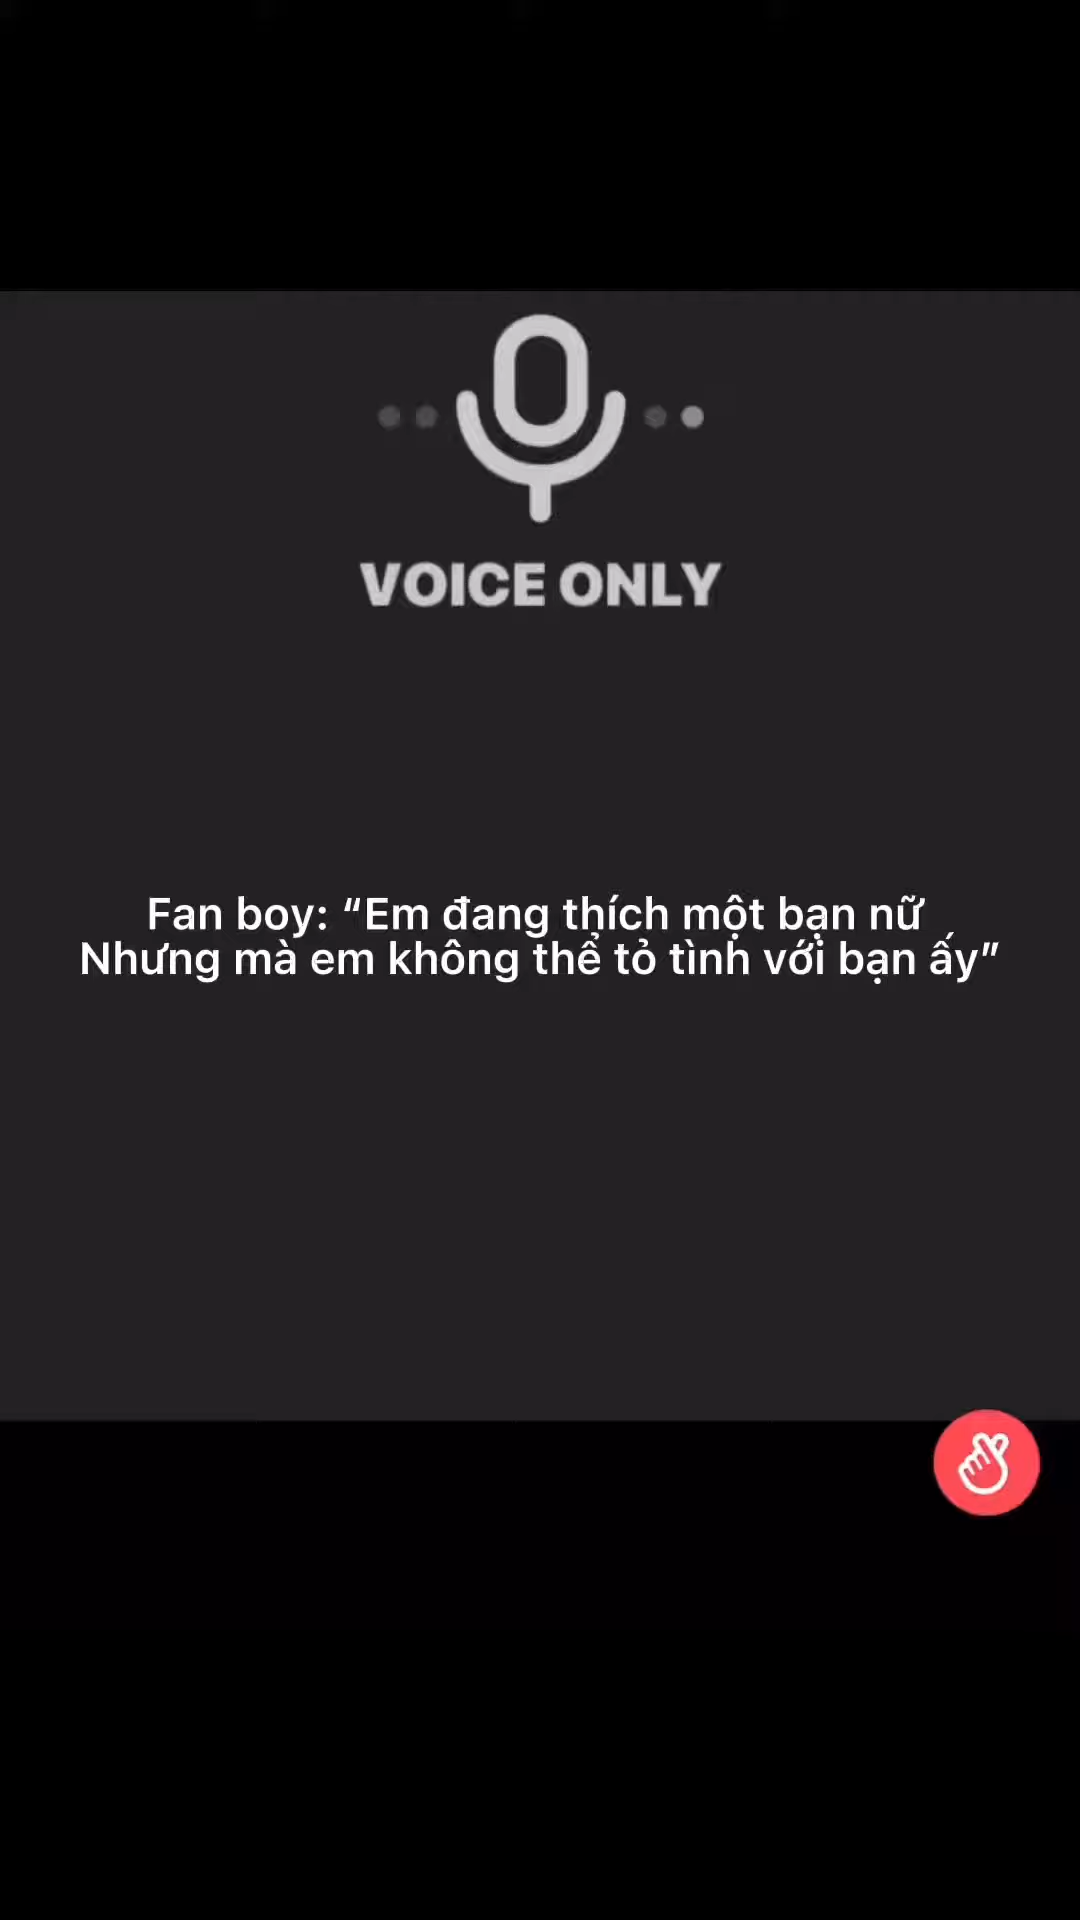 VOICE ONLY
Fan boy: “Em đang thích một bạn nữ
Nhưng mà em không thể tỏ tình với bạn ấy”